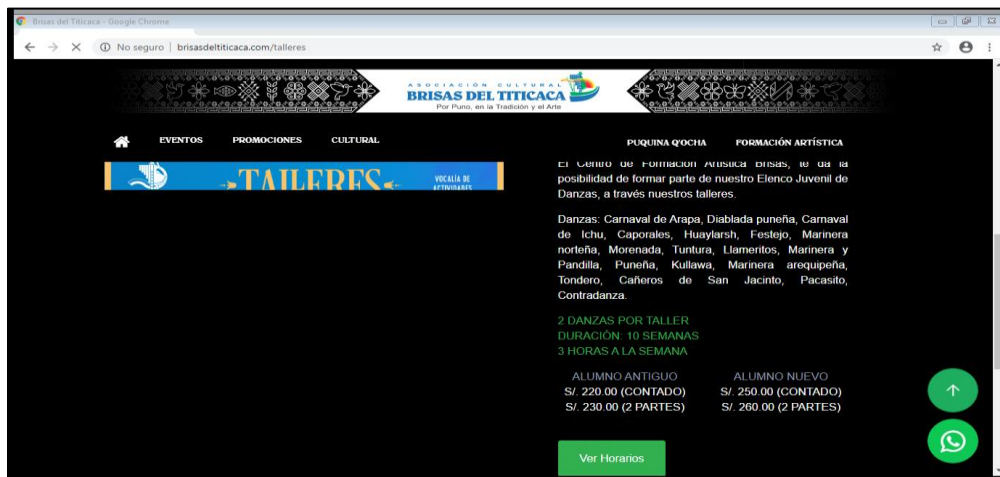 Brisas del Titicaca - Google Chrome
No seguro | brisasdeltiticaca.com/talleres
ASOCIACIÓN CULTURAL
BRISAS DEL TITICACA
Por Puno, en la Tradición y el Arte
EVENTOS PROMOCIONES CULTURAL PUQUINA Q'OCHA FORMACIÓN ARTÍSTICA
TALLERES
VOCALÍA DE
ACTIVIDADES
El Centro de Formación Artística Brisas, te da la
posibilidad de formar parte de nuestro Elenco Juvenil de
Danzas, a través nuestros talleres.
Danzas: Carnaval de Arapa, Diablada puneña, Carnaval
de Ichu, Caporales, Huaylarsh, Festejo, Marinera
norteña, Morenada, Tuntura, Llameritos, Marinera y
Pandilla, Puneña, Kullawa, Marinera arequipeña,
Tondero, Cañeros de San Jacinto, Pacasito,
Contradanza.
2 DANZAS POR TALLER
DURACIÓN: 10 SEMANAS
3 HORAS A LA SEMANA
ALUMNO ANTIGUO ALUMNO NUEVO
S/. 220.00 (CONTADO) S/. 250.00 (CONTADO)
S/. 230.00 (2 PARTES) S/. 260.00 (2 PARTES)
Ver Horarios